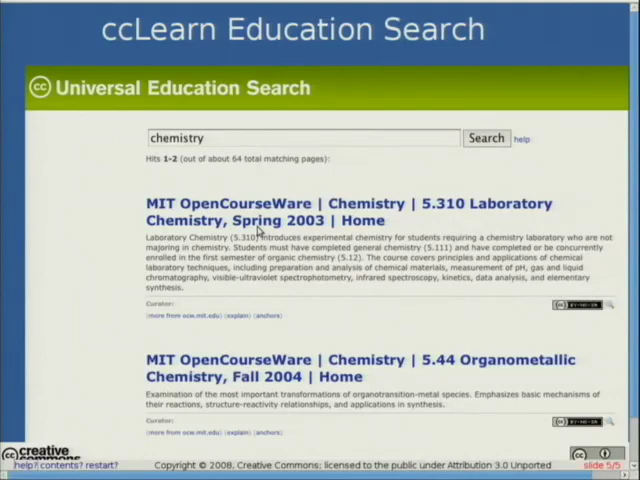 ccLearn Education Search
cc Universal Education Search
chemistry Search help
Hits 1-2 (out of about 64 total matching pages):
MIT OpenCourseWare | Chemistry | 5.310 Laboratory
Chemistry, Spring 2003 | Home
Laboratory Chemistry (5.310) introduces experimental chemistry for students requiring a chemistry laboratory who are not
majoring in chemistry. Students must have completed general chemistry (5.111) and have completed or be concurrently
enrolled in the first semester of organic chemistry (5.12). The course covers principles and applications of chemical
laboratory techniques, including preparation and analysis of chemical materials, measurement of pH, gas and liquid
chromatography, visible-ultraviolet spectrophotometry, infrared spectroscopy, kinetics, data analysis, and elementary
synthesis.
Curator:
(more from ocw.mit.edu) (explain) (anchors)
MIT OpenCourseWare | Chemistry | 5.44 Organometallic
Chemistry, Fall 2004 | Home
Examination of the most important transformations of organotransition-metal species. Emphasizes basic mechanisms of
their reactions, structure-reactivity relationships, and applications in synthesis.
Curator:
(more from ocw.mit.edu) (explain) (anchors)
cc creative
commons
help? contents? restart? Copyright © 2008, Creative Commons: licensed to the public under Attribution 3.0 Unported slide 5/5